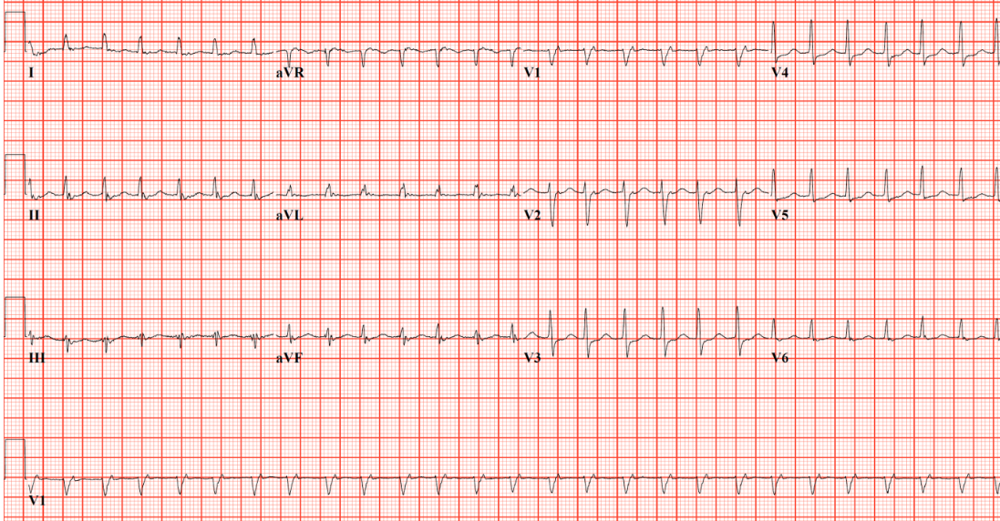 I aVR V1 V4
II aVL V2 V5
III aVF V3 V6
V1